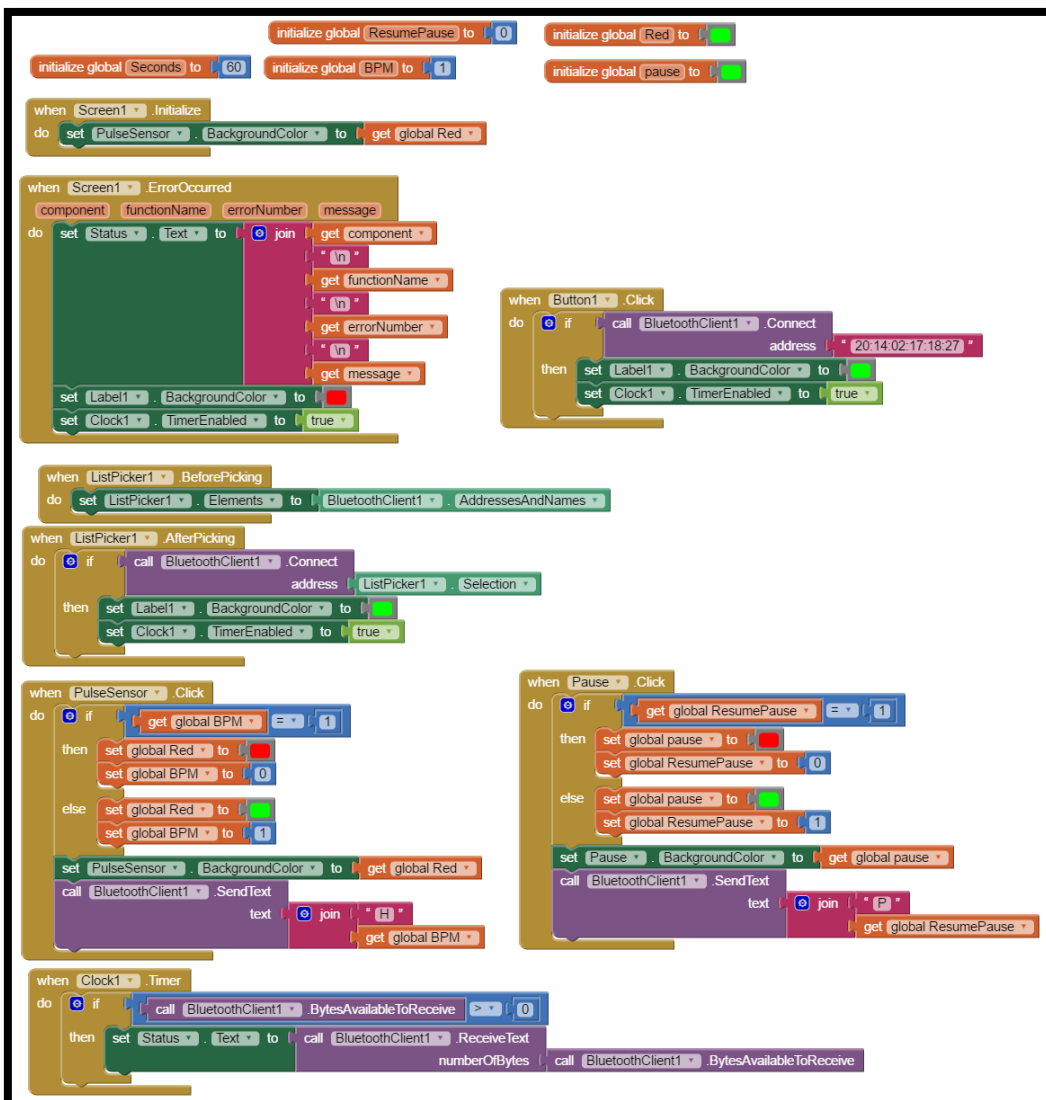 initialize global ResumePause to 0
initialize global Red to
initialize global Seconds to 60
initialize global BPM to 1
initialize global pause to
when Screen1 .Initialize
do set PulseSensor . BackgroundColor to get global Red
when Screen1 .ErrorOccurred
component functionName errorNumber message
do set Status . Text to join get component
" \n "
get functionName
" \n "
get errorNumber
" \n "
get message
set Label1 . BackgroundColor to
set Clock1 . TimerEnabled to true
when Button1 .Click
do if call BluetoothClient1 .Connect
address " 20:14:02:17:18:27 "
then set Label1 . BackgroundColor to
set Clock1 . TimerEnabled to true
when ListPicker1 .BeforePicking
do set ListPicker1 . Elements to BluetoothClient1 . AddressesAndNames
when ListPicker1 .AfterPicking
do if call BluetoothClient1 .Connect
address ListPicker1 . Selection
then set Label1 . BackgroundColor to
set Clock1 . TimerEnabled to true
when PulseSensor .Click
do if get global BPM = 1
then set global Red to
set global BPM to 0
else set global Red to
set global BPM to 1
set PulseSensor . BackgroundColor to get global Red
call BluetoothClient1 .SendText
text join " H "
get global BPM
when Pause .Click
do if get global ResumePause = 1
then set global pause to
set global ResumePause to 0
else set global pause to
set global ResumePause to 1
set Pause . BackgroundColor to get global pause
call BluetoothClient1 .SendText
text join " P "
get global ResumePause
when Clock1 .Timer
do if call BluetoothClient1 .BytesAvailableToReceive > 0
then set Status . Text to call BluetoothClient1 .ReceiveText
numberOfBytes call BluetoothClient1 .BytesAvailableToReceive